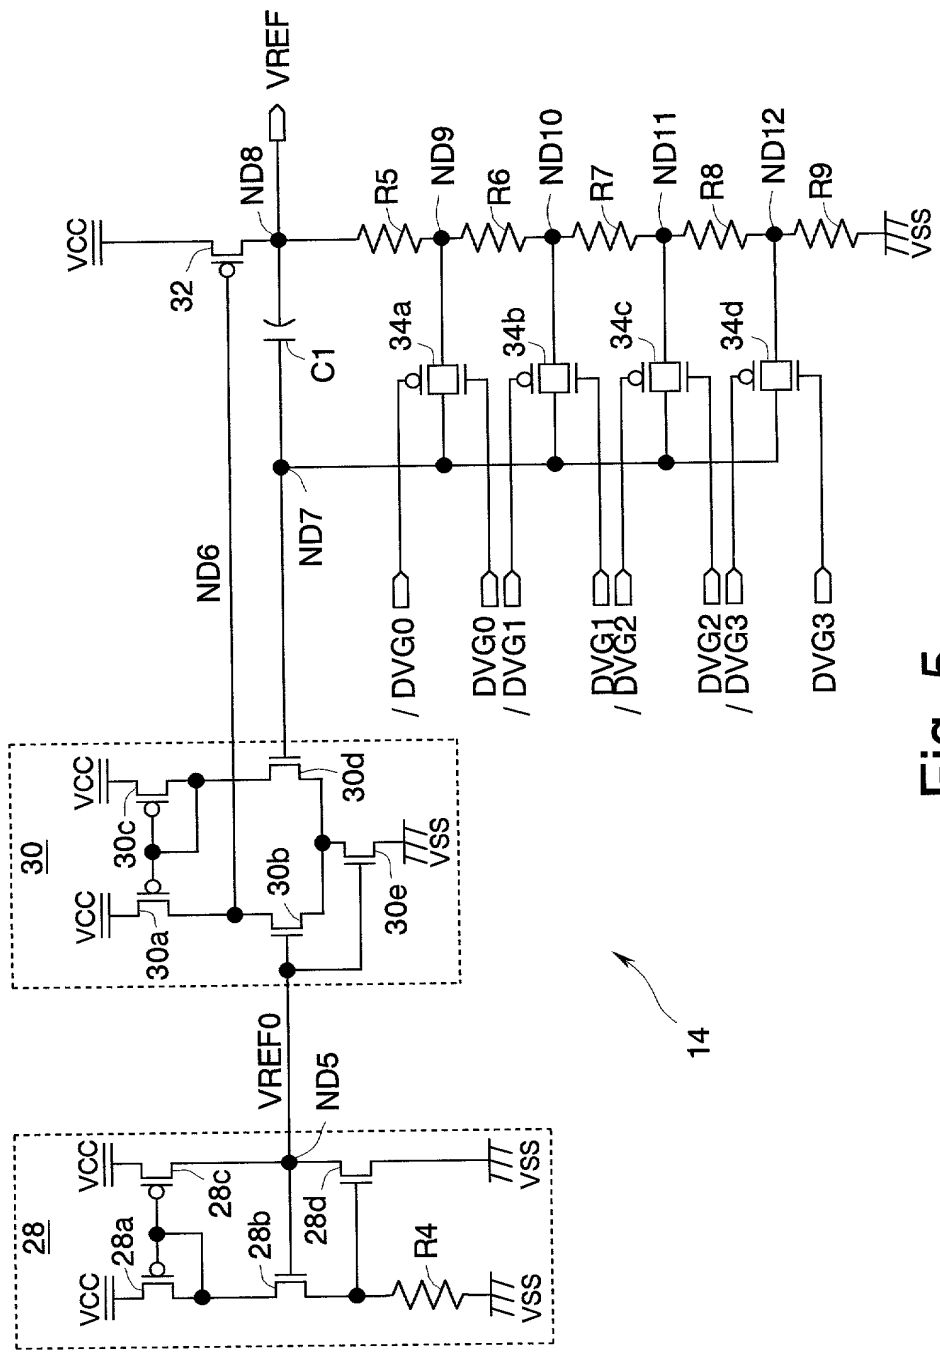 28
VCC
28a
VCC
28c
28b
28d
R4
VSS
VSS
ND5
VREF0
30
VCC
30a
VCC
30c
30b
30d
30e
VSS
ND6
ND7
C1
VCC
32
ND8
VREF
R5
ND9
R6
ND10
R7
ND11
R8
ND12
R9
VSS
34a
34b
34c
34d
/ DVG0
DVG0
/ DVG1
DVG1
/ DVG2
DVG2
/ DVG3
DVG3
14
Fig. 5